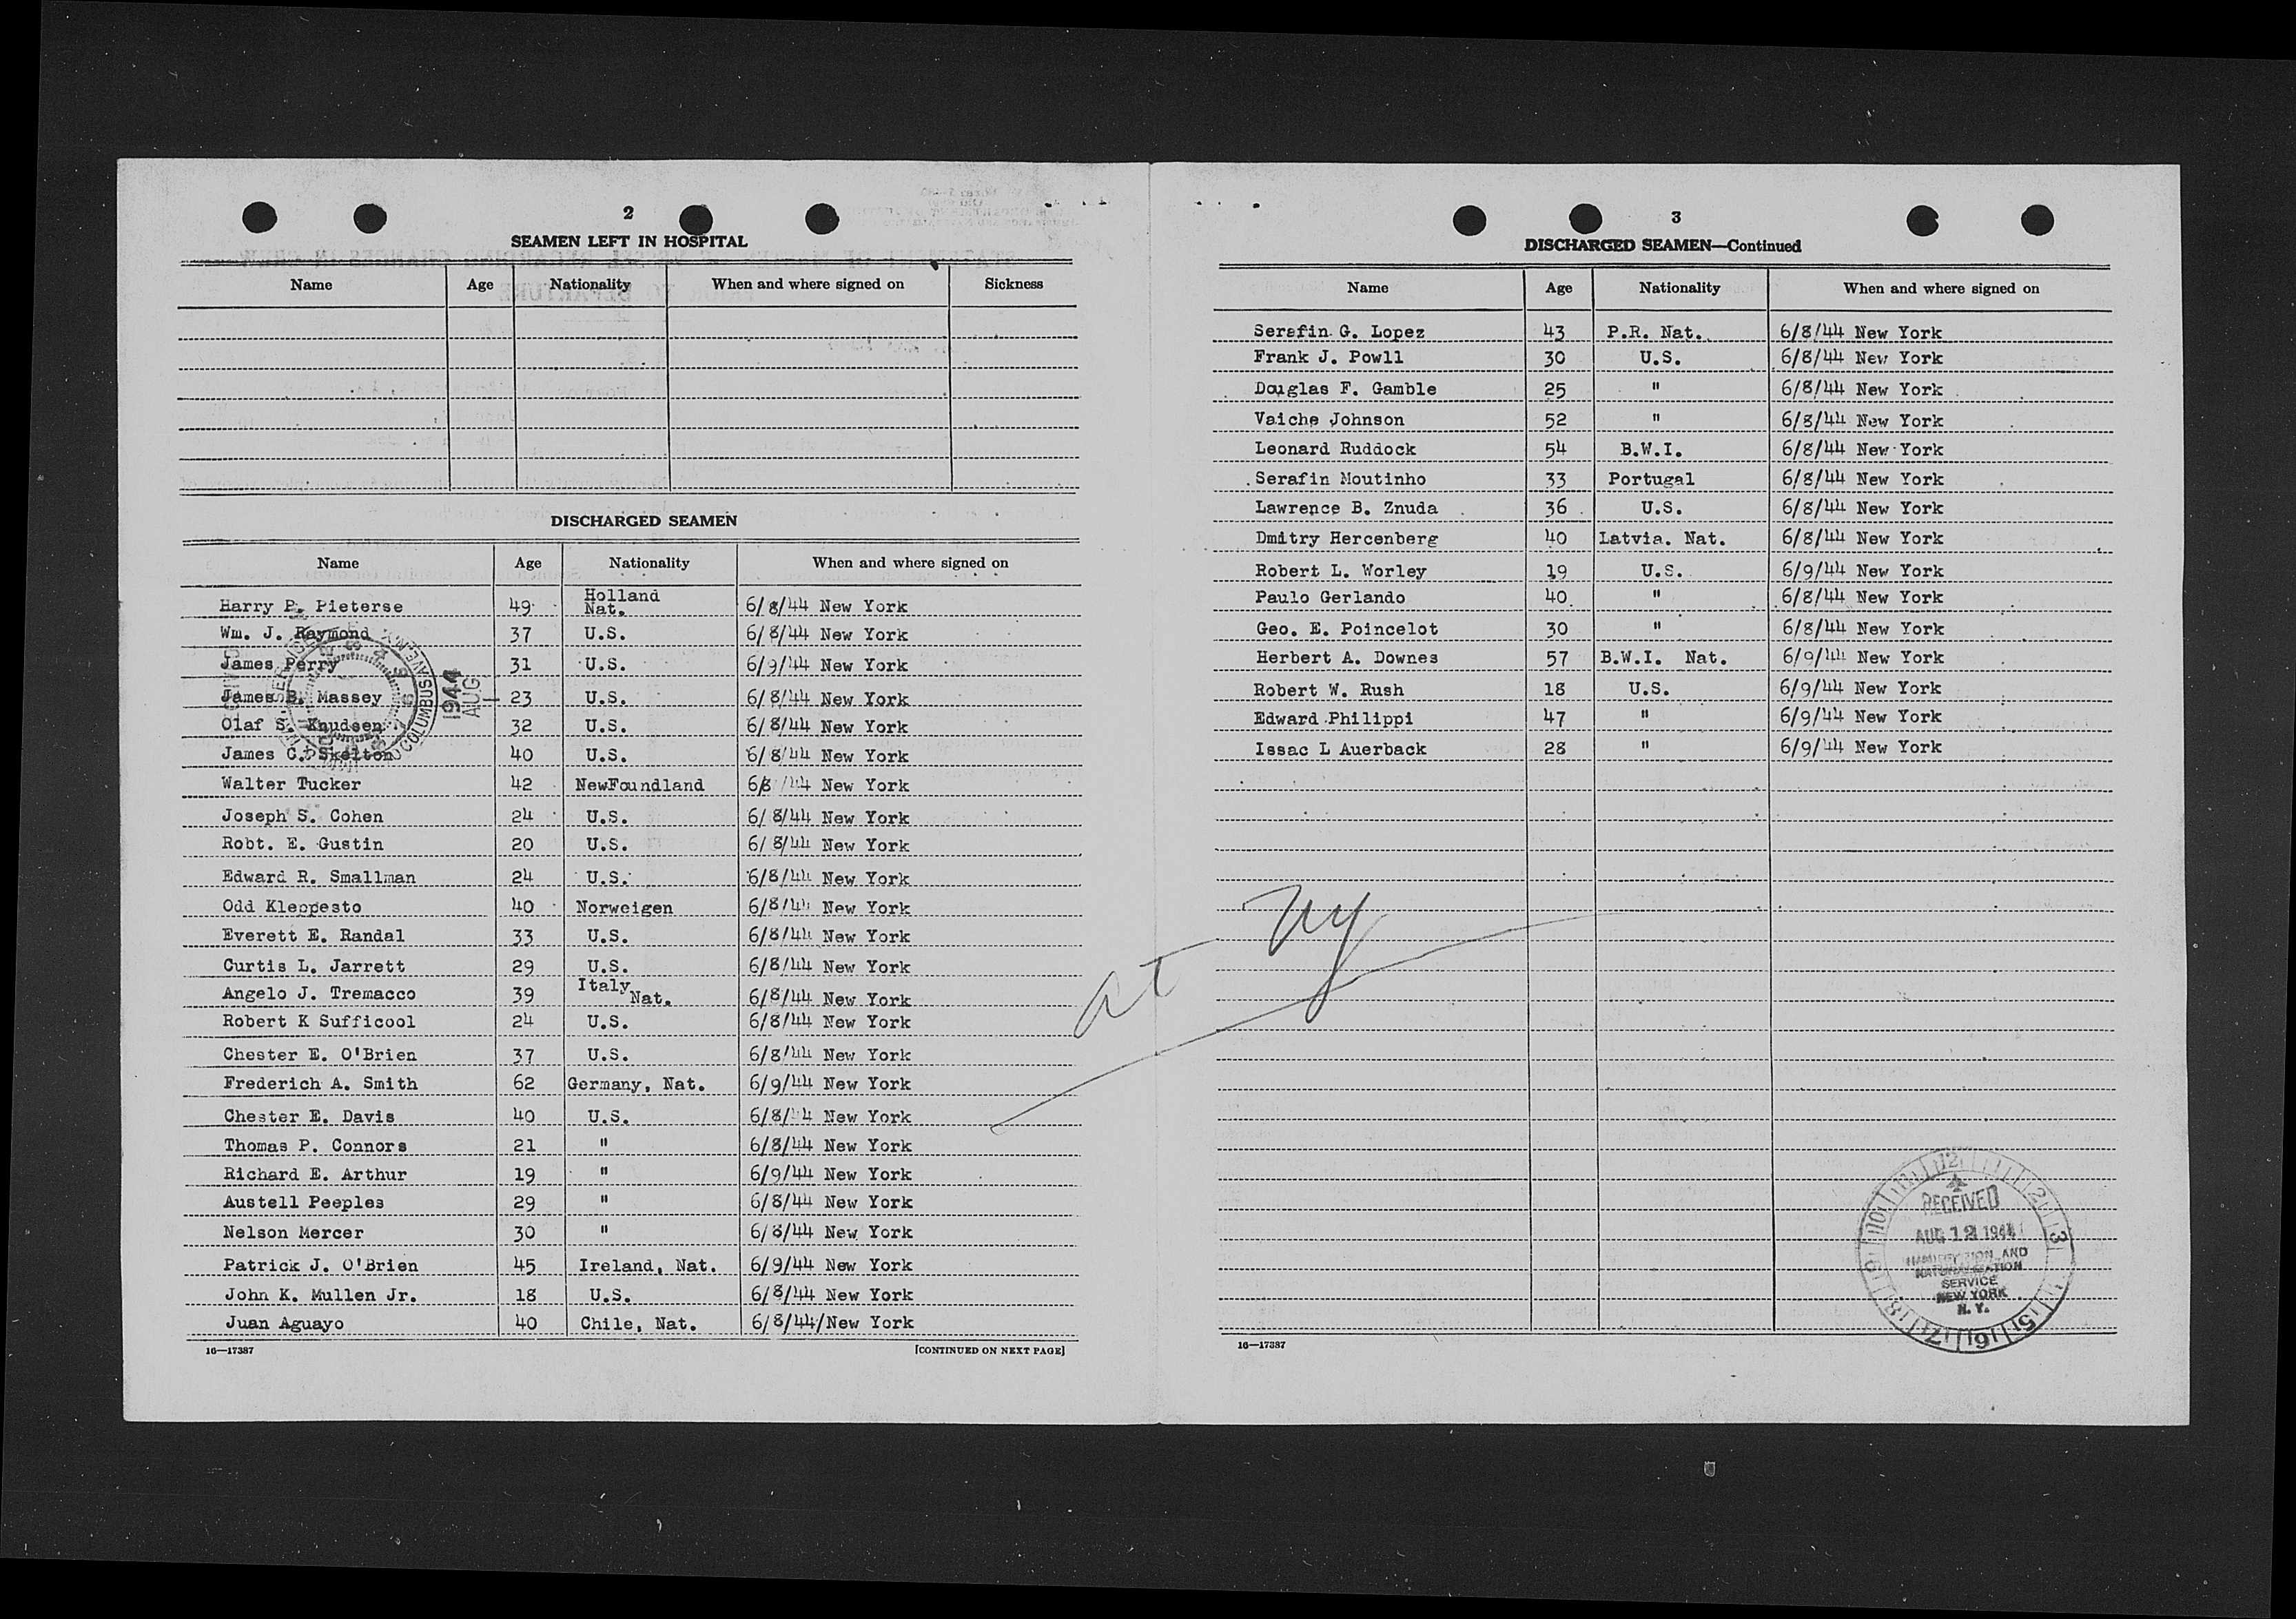 2
SEAMEN LEFT IN HOSPITAL
Name Age Nationality When and where signed on Sickness
DISCHARGED SEAMEN
Name Age Nationality When and where signed on
Harry P. Pieterse 49 Holland Nat. 6/8/44 New York
Wm. J. Raymond 37 U.S. 6/8/44 New York
James Perry 31 U.S. 6/9/44 New York
James B. Massey 23 U.S. 6/8/44 New York
Olaf S. Knudsen 32 U.S. 6/8/44 New York
James C. Skelton 40 U.S. 6/8/44 New York
Walter Tucker 42 NewFoundland 6/8/44 New York
Joseph S. Cohen 24 U.S. 6/8/44 New York
Robt. E. Gustin 20 U.S. 6/8/44 New York
Edward R. Smallman 24 U.S. 6/8/44 New York
Odd Kleppesto 40 Norweigen 6/8/44 New York
Everett E. Randal 33 U.S. 6/8/44 New York
Curtis L. Jarrett 29 U.S. 6/8/44 New York
Angelo J. Tremacco 39 Italy Nat. 6/8/44 New York
Robert K Sufficool 24 U.S. 6/8/44 New York
Chester E. O'Brien 37 U.S. 6/8/44 New York
Frederich A. Smith 62 Germany, Nat. 6/9/44 New York
Chester E. Davis 40 U.S. 6/8/44 New York
Thomas P. Connors 21 " 6/8/44 New York
Richard E. Arthur 19 " 6/9/44 New York
Austell Peeples 29 " 6/8/44 New York
Nelson Mercer 30 " 6/8/44 New York
Patrick J. O'Brien 45 Ireland, Nat. 6/9/44 New York
John K. Mullen Jr. 18 U.S. 6/8/44 New York
Juan Aguayo 40 Chile, Nat. 6/8/44/New York
16—17387 [CONTINUED ON NEXT PAGE]
COLUMBUS AVE.
1944
AUG
at ny
3
DISCHARGED SEAMEN—Continued
Name Age Nationality When and where signed on
Serafin G. Lopez 43 P.R. Nat. 6/8/44 New York
Frank J. Powll 30 U.S. 6/8/44 New York
Douglas F. Gamble 25 " 6/8/44 New York
Vaiche Johnson 52 " 6/8/44 New York
Leonard Ruddock 54 B.W.I. 6/8/44 New York
Serafin Moutinho 33 Portugal 6/8/44 New York
Lawrence B. Znuda 36 U.S. 6/8/44 New York
Dmitry Hercenberg 40 Latvia. Nat. 6/8/44 New York
Robert L. Worley 19 U.S. 6/9/44 New York
Paulo Gerlando 40 " 6/8/44 New York
Geo. E. Poincelot 30 " 6/8/44 New York
Herbert A. Downes 57 B.W.I. Nat. 6/9/44 New York
Robert W. Rush 18 U.S. 6/9/44 New York
Edward Philippi 47 " 6/9/44 New York
Issac L Auerback 28 " 6/9/44 New York
12 1 2 3 5 6 7 8 9 10
RECEIVED
AUG 12 1944
IMMIGRATION AND
NATURALIZATION
SERVICE
NEW YORK
N. Y.
16—17387